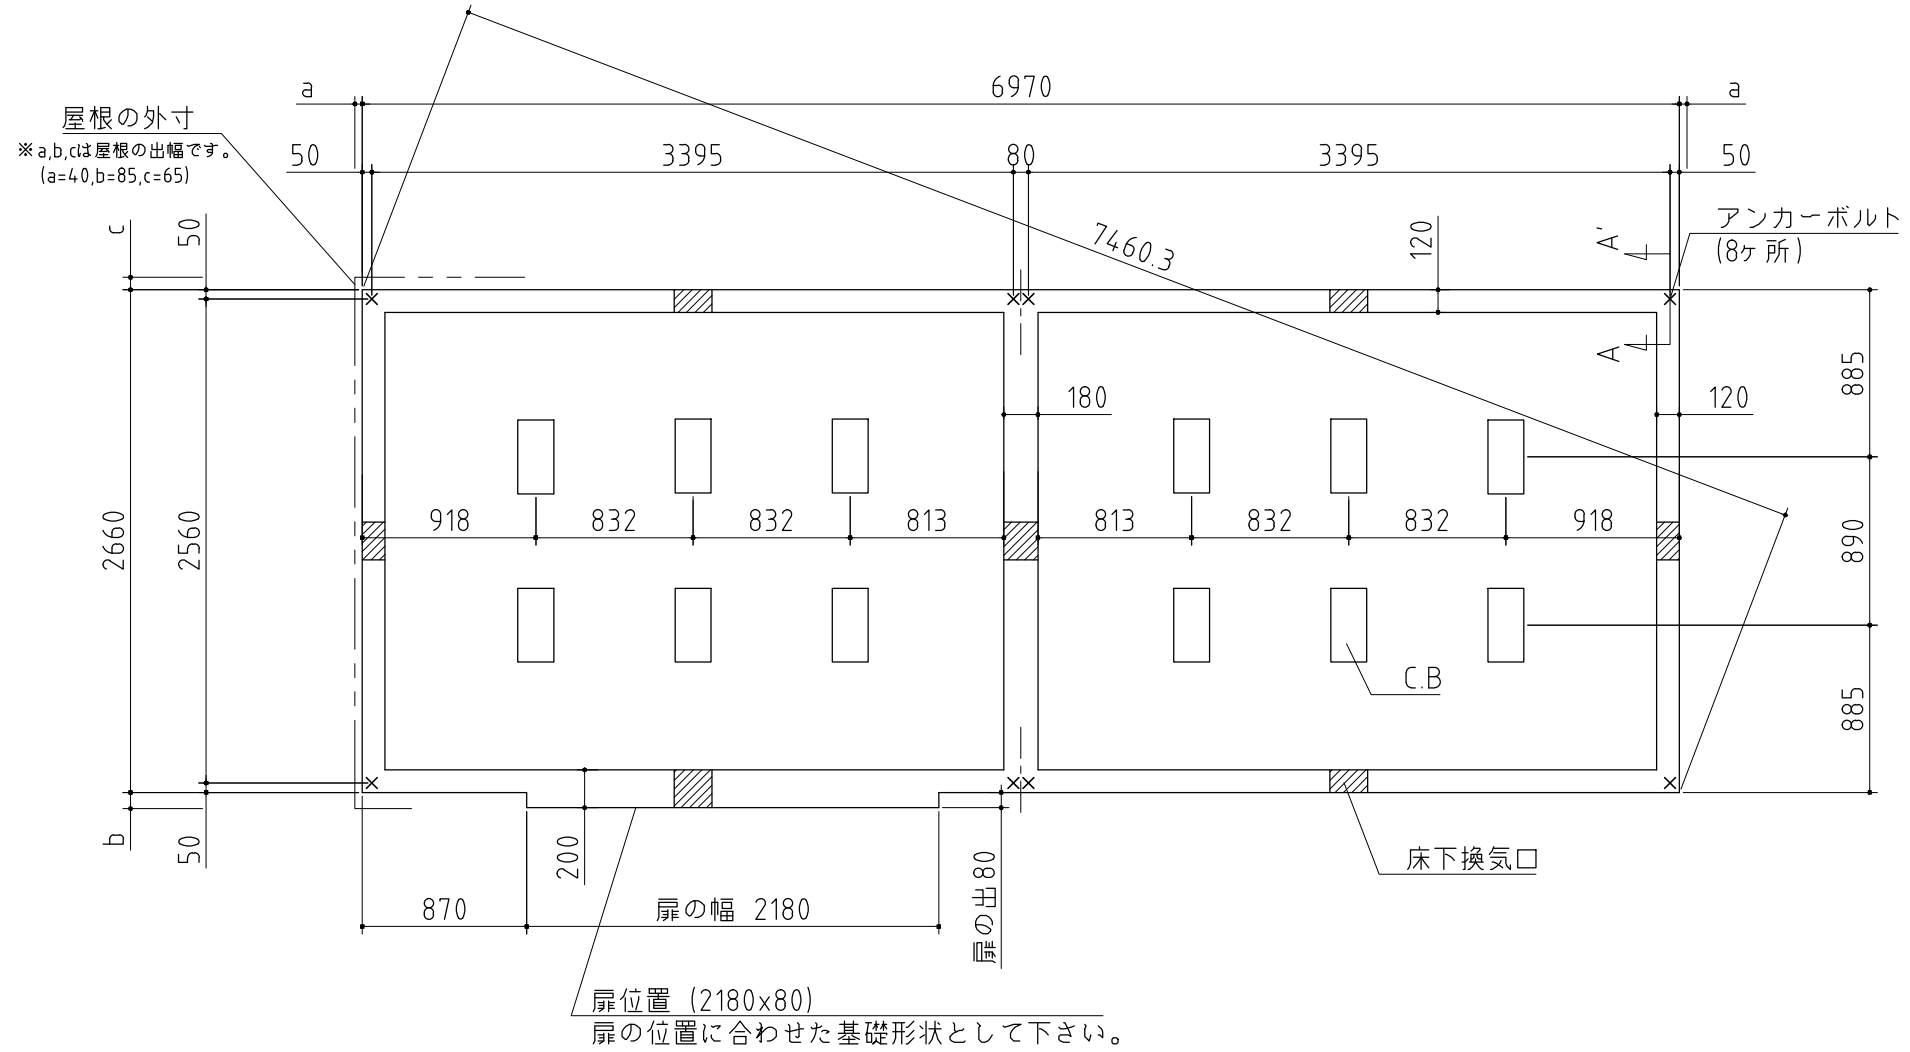 a
6970
a
屋根の外寸
※a,b,cは屋根の出幅です。
(a=40,b=85,c=65)
50
3395
80
3395
50
c
50
7460.3
120
A'
アンカーボルト
(8ヶ所)
A
885
180
120
918
832
832
813
813
832
832
918
2660
2560
890
C.B
885
b
50
200
扉の出80
床下換気口
870
扉の幅 2180
扉位置 (2180x80)
扉の位置に合わせた基礎形状として下さい。